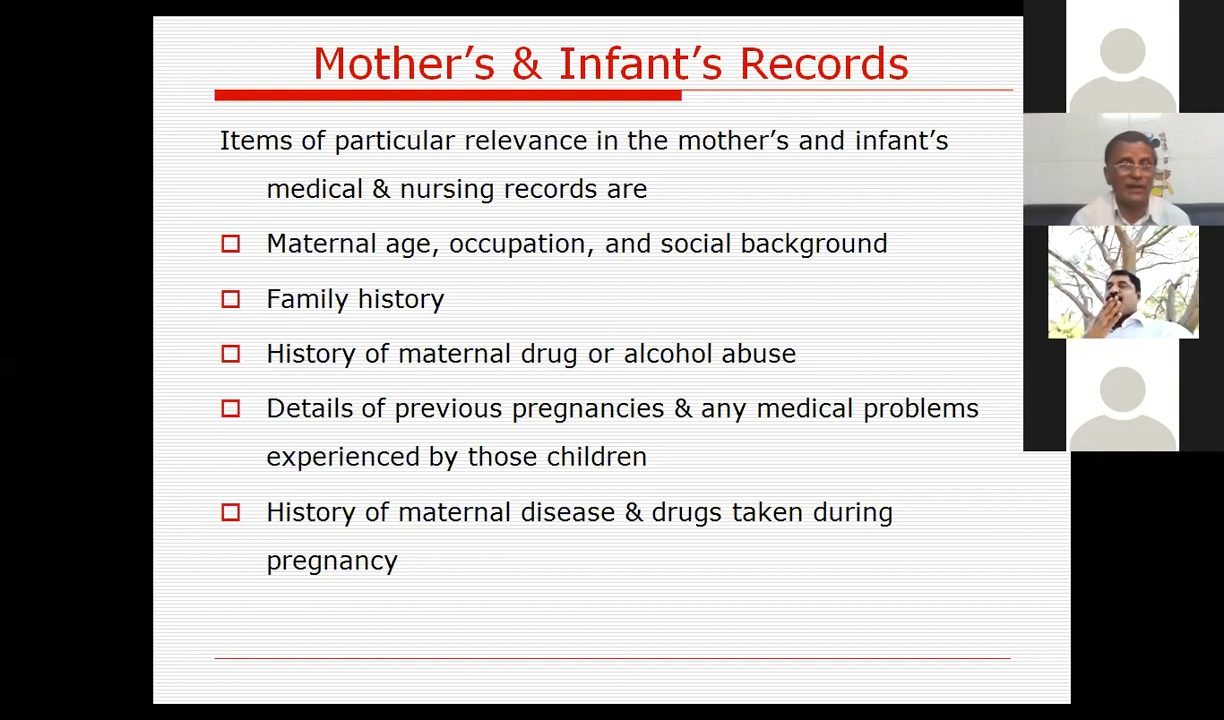 Mother’s & Infant’s Records
Items of particular relevance in the mother’s and infant’s
medical & nursing records are
Maternal age, occupation, and social background
Family history
History of maternal drug or alcohol abuse
Details of previous pregnancies & any medical problems
experienced by those children
History of maternal disease & drugs taken during
pregnancy